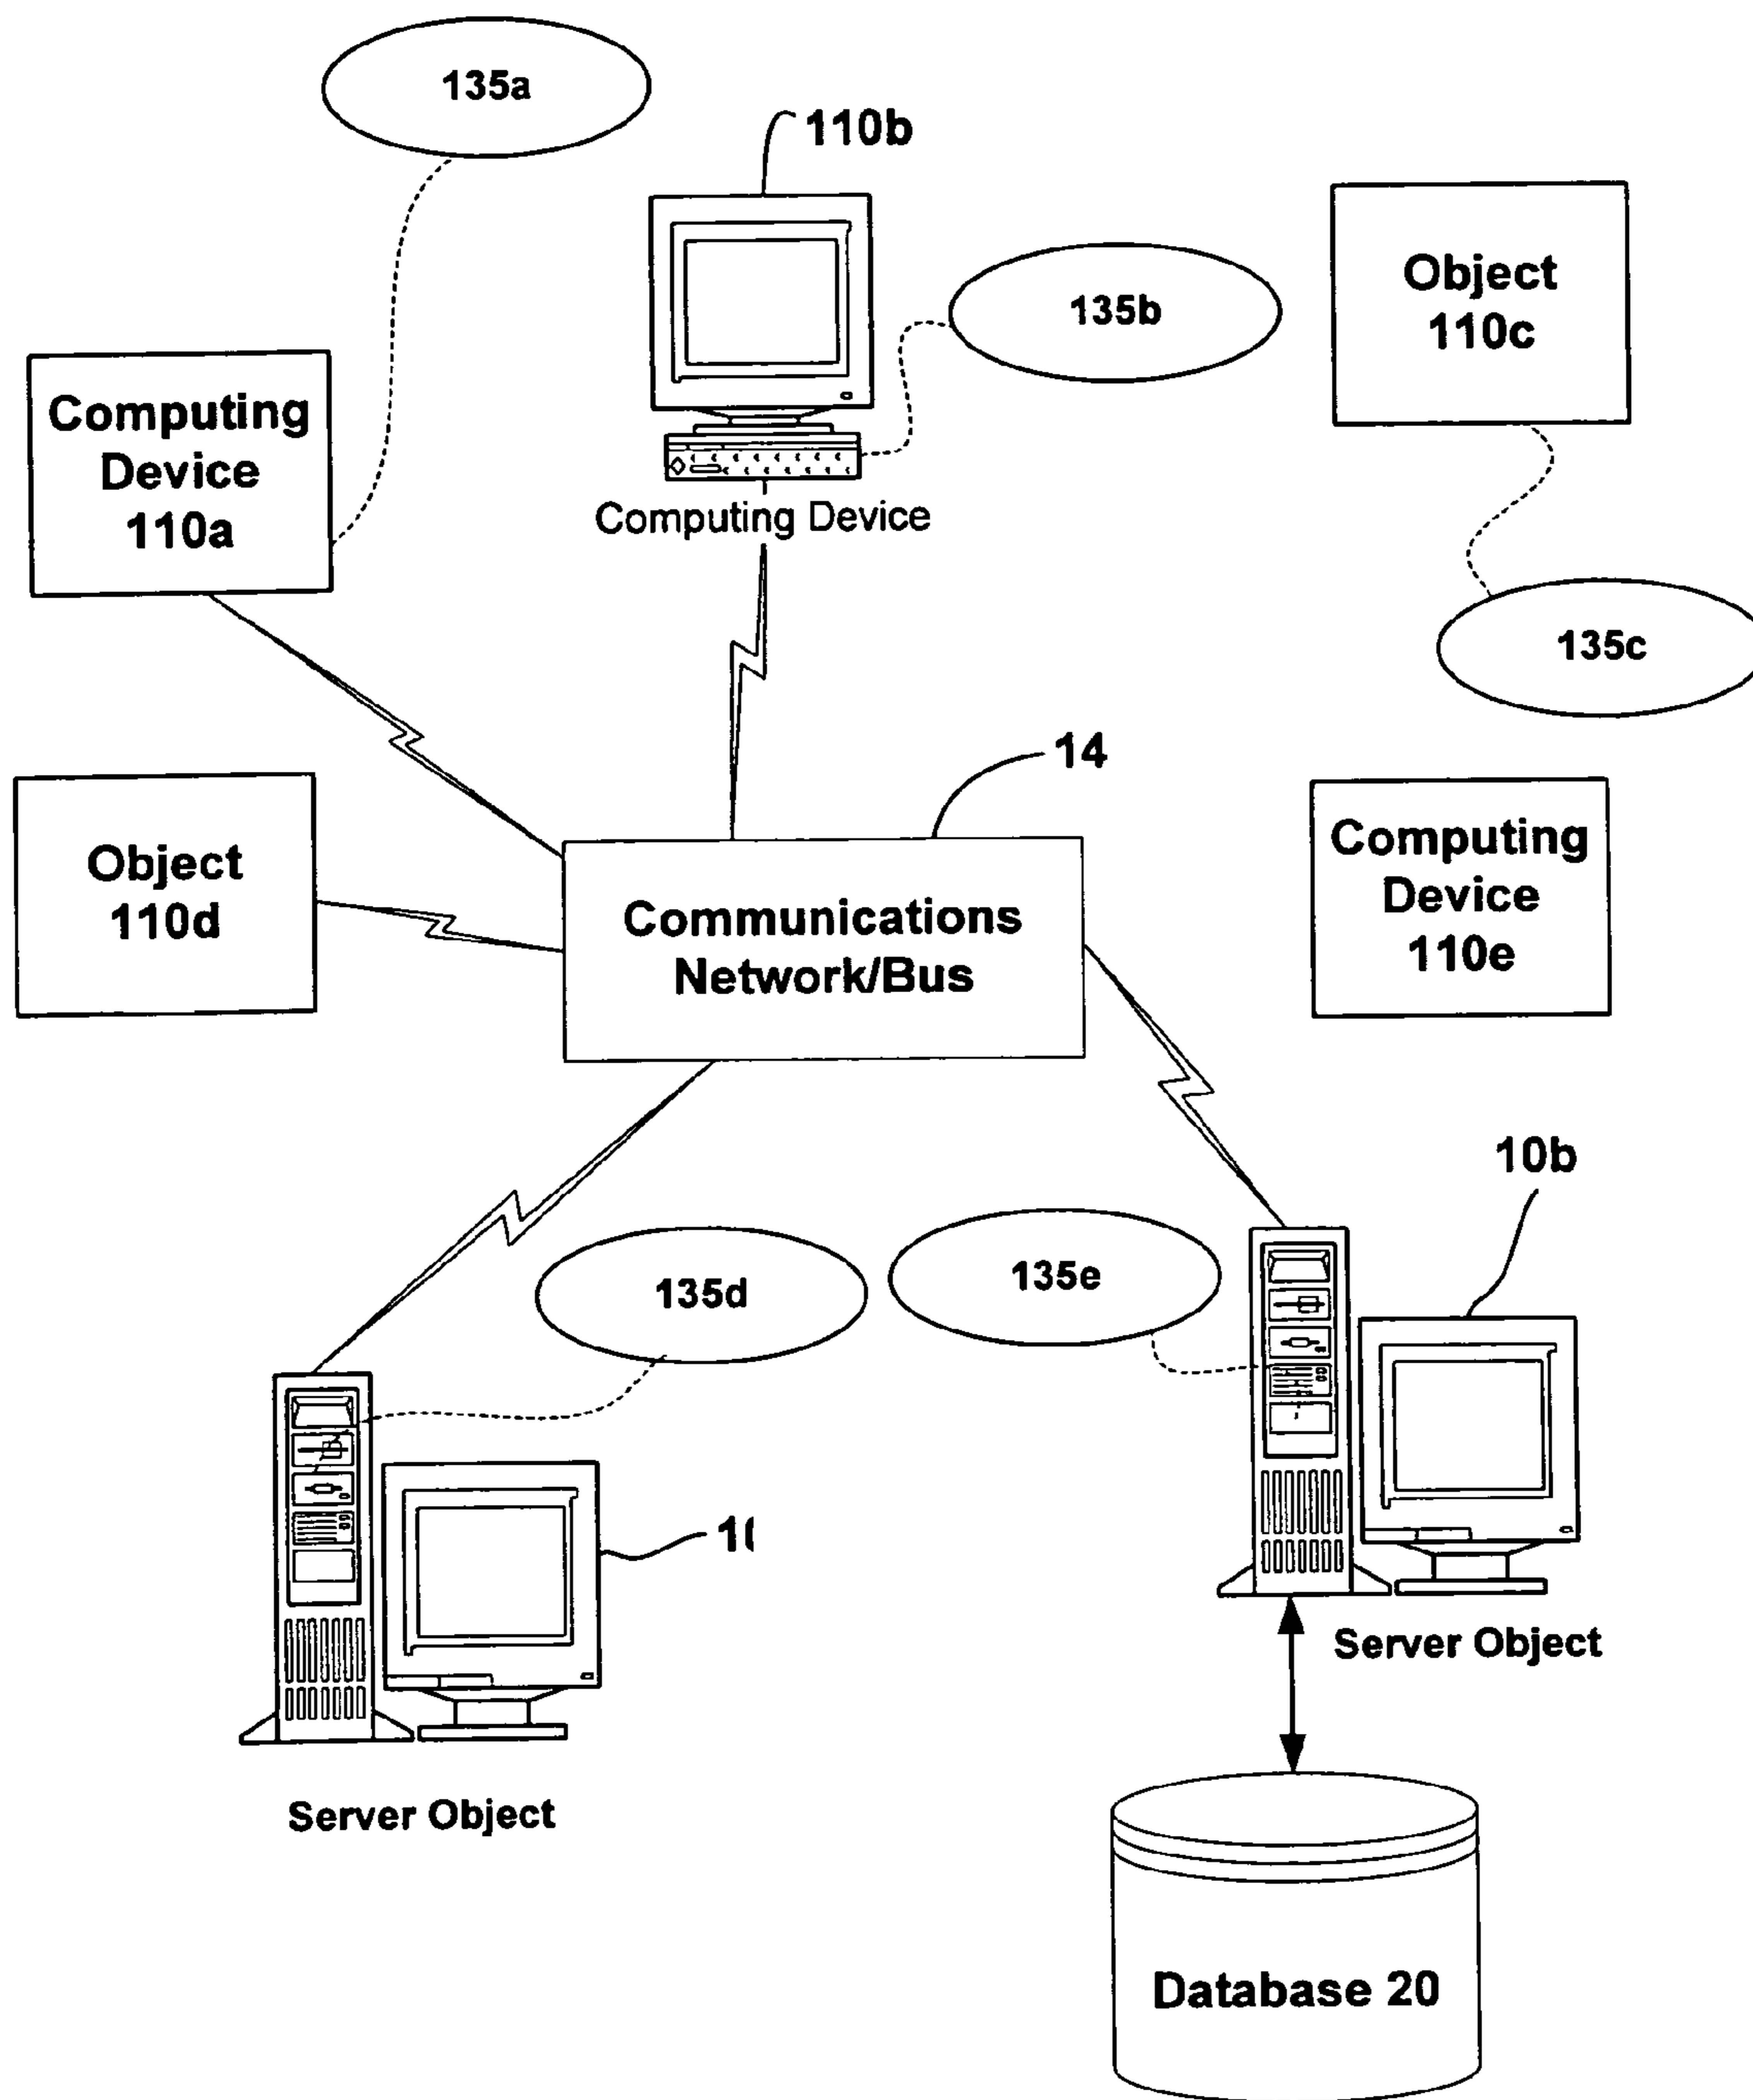 135a
110b
135b
Object
110c
Computing
Device
110a
Computing Device
135c
14
Object
110d
Communications
Network/Bus
Computing
Device
110e
10b
135d
135e
Server Object
Server Object
Database 20